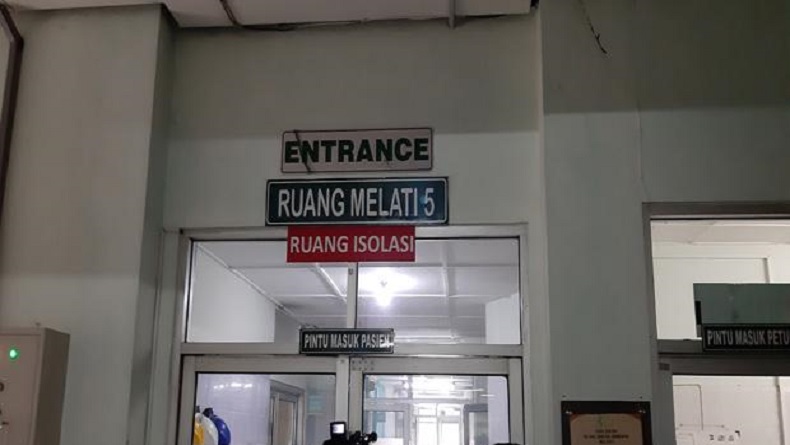 ENTRANCE
RUANG MELATI 5
RUANG ISOLASI
PINTU MASUK PASIEN
PINTU MASUK PETU